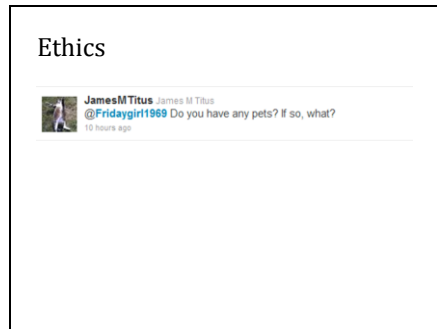 Ethics
JamesMTitus James M Titus
@Fridaygirl1969 Do you have any pets? If so, what?
10 hours ago